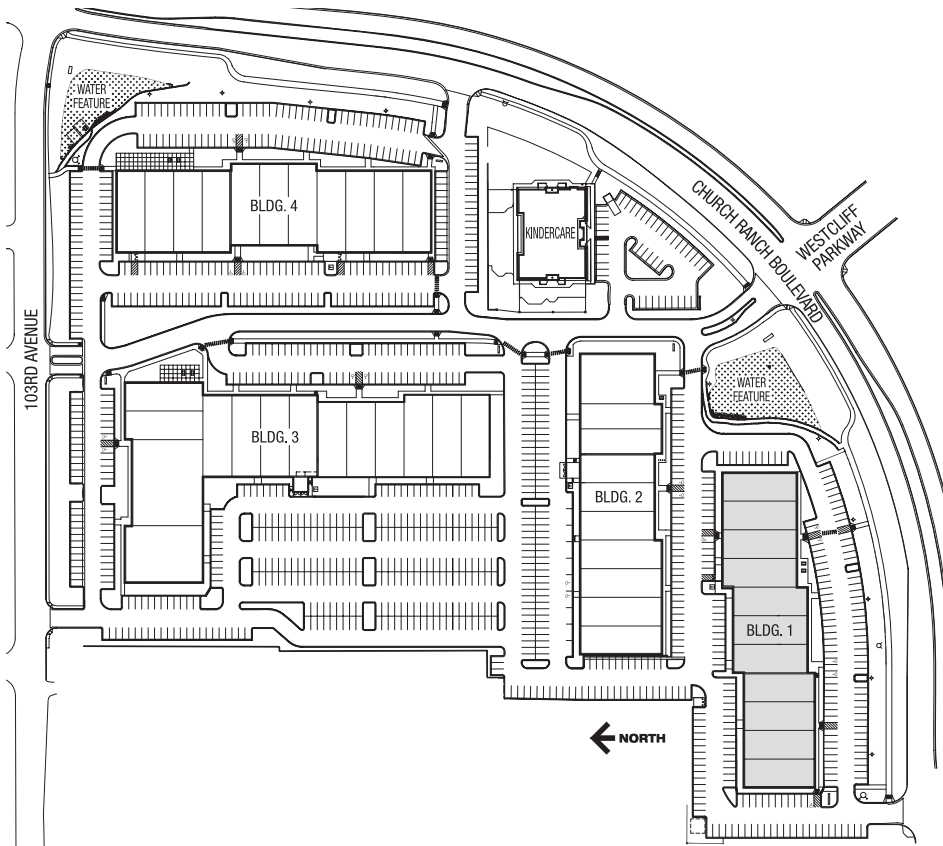 WATER
FEATURE
BLDG. 4
KINDERCARE
CHURCH RANCH BOULEVARD
WESTCLIFF
PARKWAY
103RD AVENUE
WATER
FEATURE
BLDG. 3
BLDG. 2
BLDG. 1
NORTH